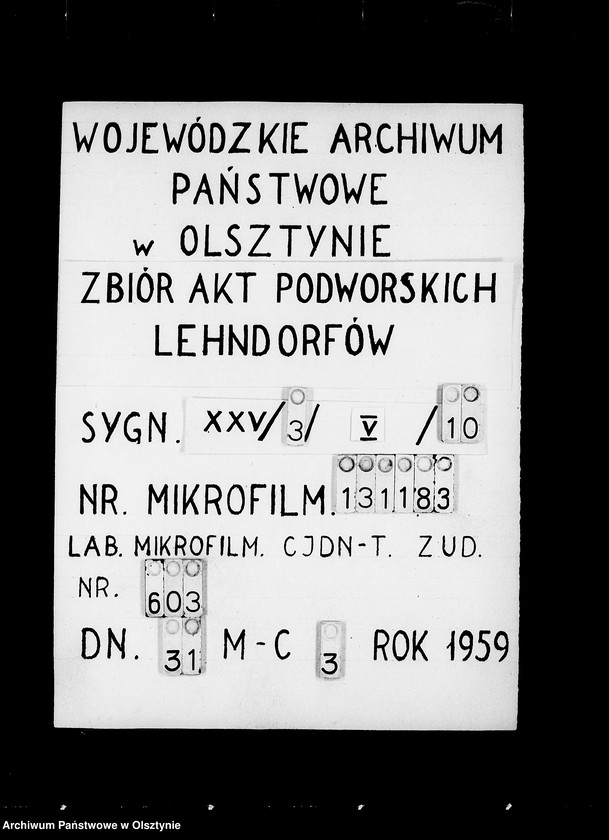 WOJEWÓDZKIE ARCHIWUM
PAŃSTWOWE
w OLSZTYNIE
ZBIÓR AKT PODWORSKICH
LEHNDORFÓW
SYGN. XXV/3/ V /10
NR. MIKROFILM. 131183
LAB. MIKROFILM. CJDN-T. ZUD.
NR. 603
DN. 31 M-C 3 ROK 1959
Archiwum Państwowe w Olsztynie